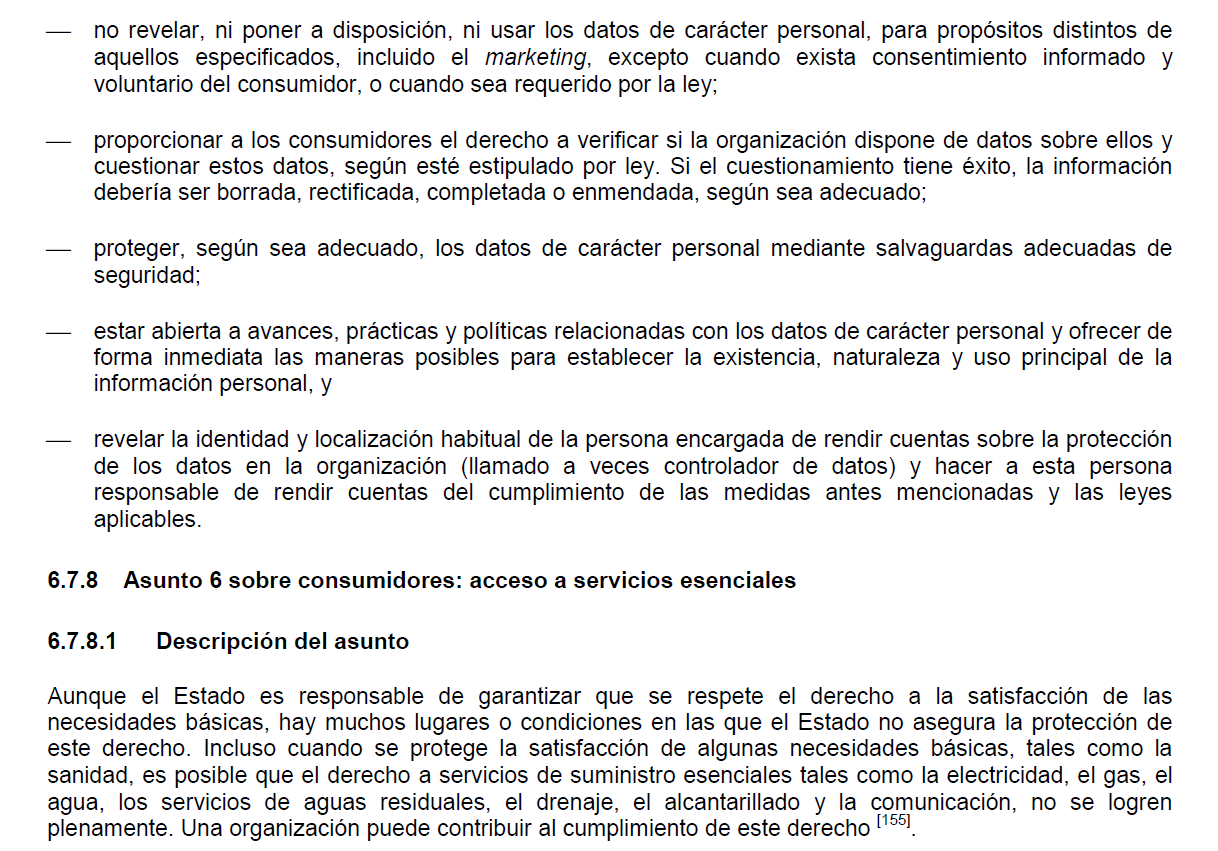 — no revelar, ni poner a disposición, ni usar los datos de carácter personal, para propósitos distintos de
aquellos especificados, incluido el marketing, excepto cuando exista consentimiento informado y
voluntario del consumidor, o cuando sea requerido por la ley;
— proporcionar a los consumidores el derecho a verificar si la organización dispone de datos sobre ellos y
cuestionar estos datos, según esté estipulado por ley. Si el cuestionamiento tiene éxito, la información
debería ser borrada, rectificada, completada o enmendada, según sea adecuado;
— proteger, según sea adecuado, los datos de carácter personal mediante salvaguardas adecuadas de
seguridad;
— estar abierta a avances, prácticas y políticas relacionadas con los datos de carácter personal y ofrecer de
forma inmediata las maneras posibles para establecer la existencia, naturaleza y uso principal de la
información personal, y
— revelar la identidad y localización habitual de la persona encargada de rendir cuentas sobre la protección
de los datos en la organización (llamado a veces controlador de datos) y hacer a esta persona
responsable de rendir cuentas del cumplimiento de las medidas antes mencionadas y las leyes
aplicables.
6.7.8 Asunto 6 sobre consumidores: acceso a servicios esenciales
6.7.8.1 Descripción del asunto
Aunque el Estado es responsable de garantizar que se respete el derecho a la satisfacción de las
necesidades básicas, hay muchos lugares o condiciones en las que el Estado no asegura la protección de
este derecho. Incluso cuando se protege la satisfacción de algunas necesidades básicas, tales como la
sanidad, es posible que el derecho a servicios de suministro esenciales tales como la electricidad, el gas, el
agua, los servicios de aguas residuales, el drenaje, el alcantarillado y la comunicación, no se logren
plenamente. Una organización puede contribuir al cumplimiento de este derecho [155].